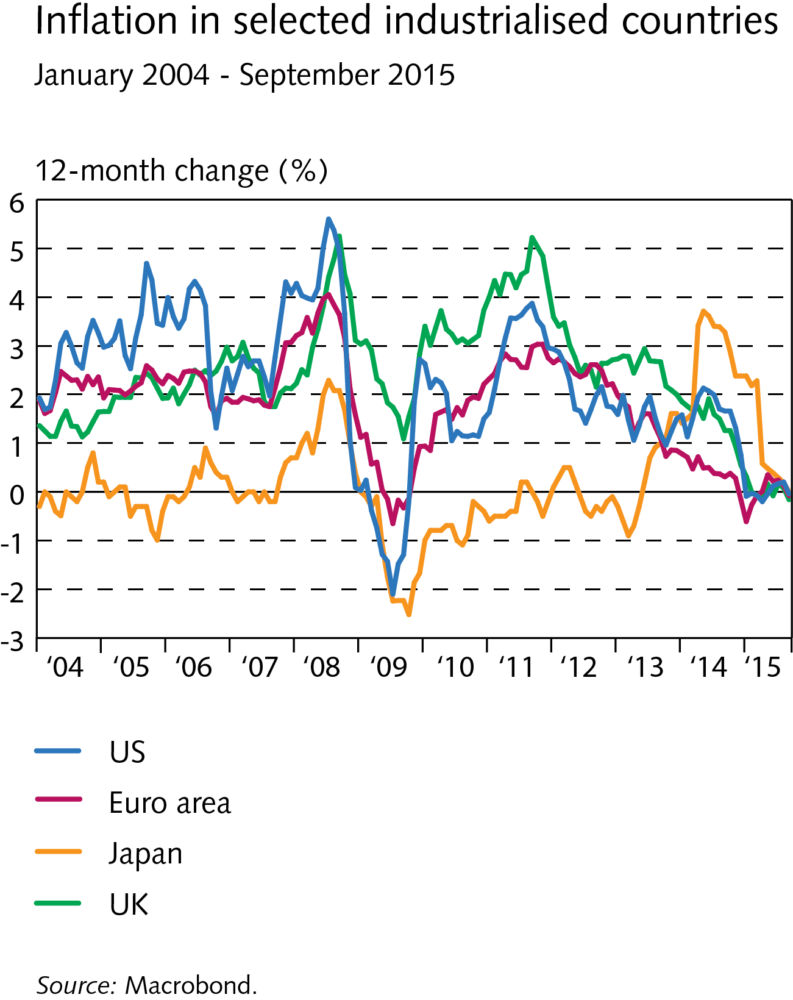 Inflation in selected industrialised countries
January 2004 - September 2015
12-month change (%)
6
5
4
3
2
1
0
-1
-2
-3
‘04 ‘05 ‘06 ‘07 ‘08 ‘09 ‘10 ‘11 ‘12 ‘13 ‘14 ‘15
US
Euro area
Japan
UK
Source: Macrobond.